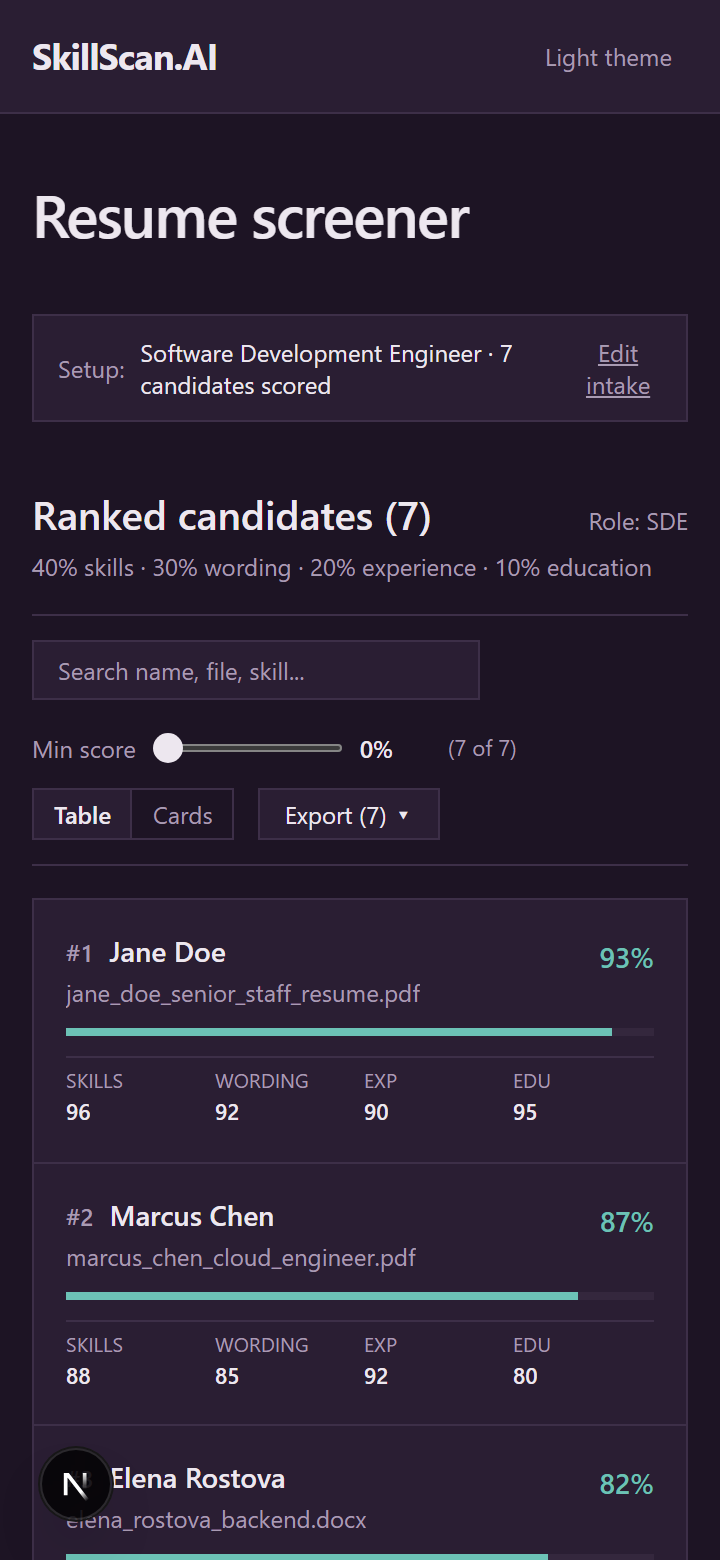 SkillScan.AI
Light theme
Resume screener
Setup:
Software Development Engineer · 7
candidates scored
Edit
intake
Ranked candidates (7)
Role: SDE
40% skills · 30% wording · 20% experience · 10% education
Search name, file, skill...
Min score
0%
(7 of 7)
Table
Cards
Export (7) ▼
#1 Jane Doe
93%
jane_doe_senior_staff_resume.pdf
SKILLS WORDING EXP EDU
96 92 90 95
#2 Marcus Chen
87%
marcus_chen_cloud_engineer.pdf
SKILLS WORDING EXP EDU
88 85 92 80
Elena Rostova
82%
elena_rostova_backend.docx